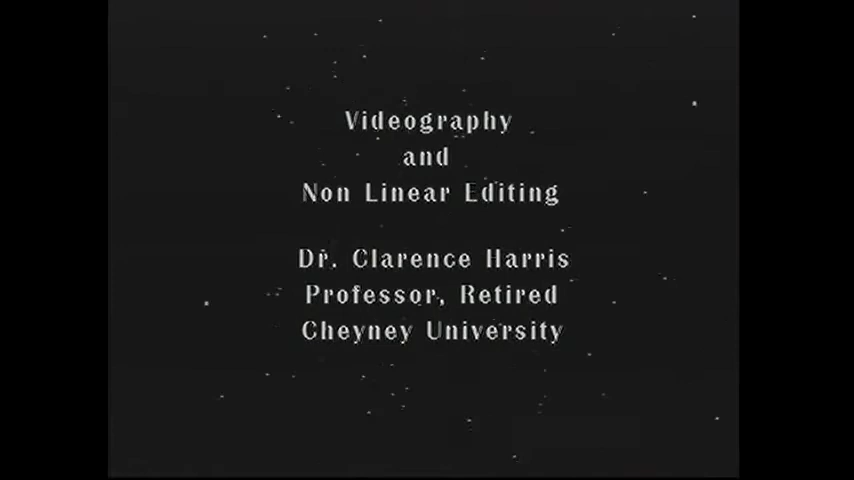 Videography
and
Non Linear Editing
Dr. Clarence Harris
Professor, Retired
Cheyney University